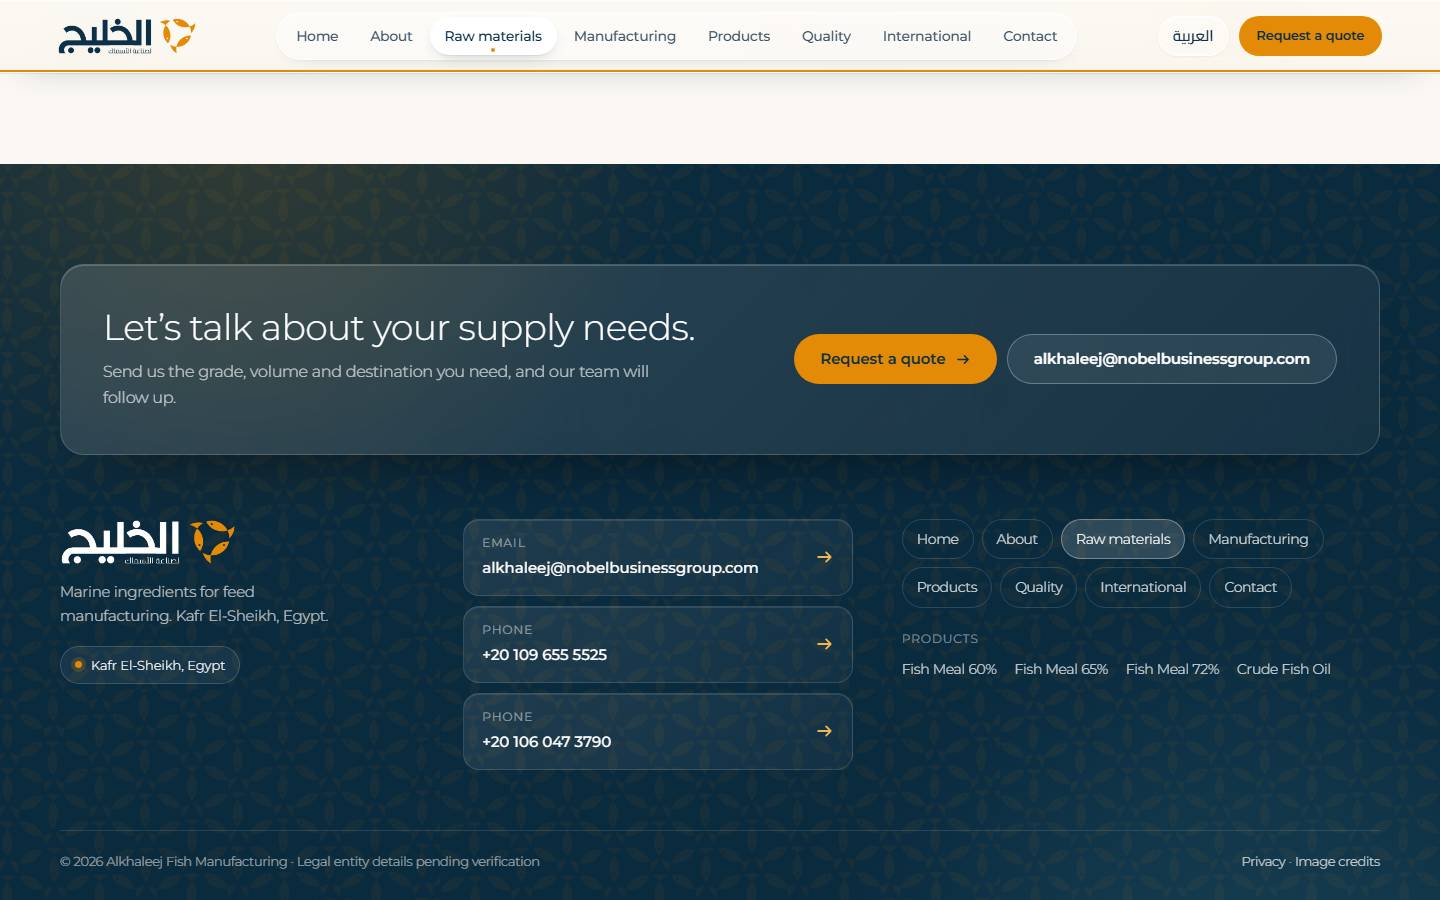 الخليج
لصناعة الأسماك
Home
About
Raw materials
Manufacturing
Products
Quality
International
Contact
العربية
Request a quote
Let’s talk about your supply needs.
Send us the grade, volume and destination you need, and our team will
follow up.
Request a quote →
alkhaleej@nobelbusinessgroup.com
الخليج
لصناعة الأسماك
Marine ingredients for feed
manufacturing. Kafr El-Sheikh, Egypt.
Kafr El-Sheikh, Egypt
EMAIL
alkhaleej@nobelbusinessgroup.com
→
PHONE
+20 109 655 5525
→
PHONE
+20 106 047 3790
→
Home
About
Raw materials
Manufacturing
Products
Quality
International
Contact
PRODUCTS
Fish Meal 60%
Fish Meal 65%
Fish Meal 72%
Crude Fish Oil
© 2026 Alkhaleej Fish Manufacturing · Legal entity details pending verification
Privacy · Image credits